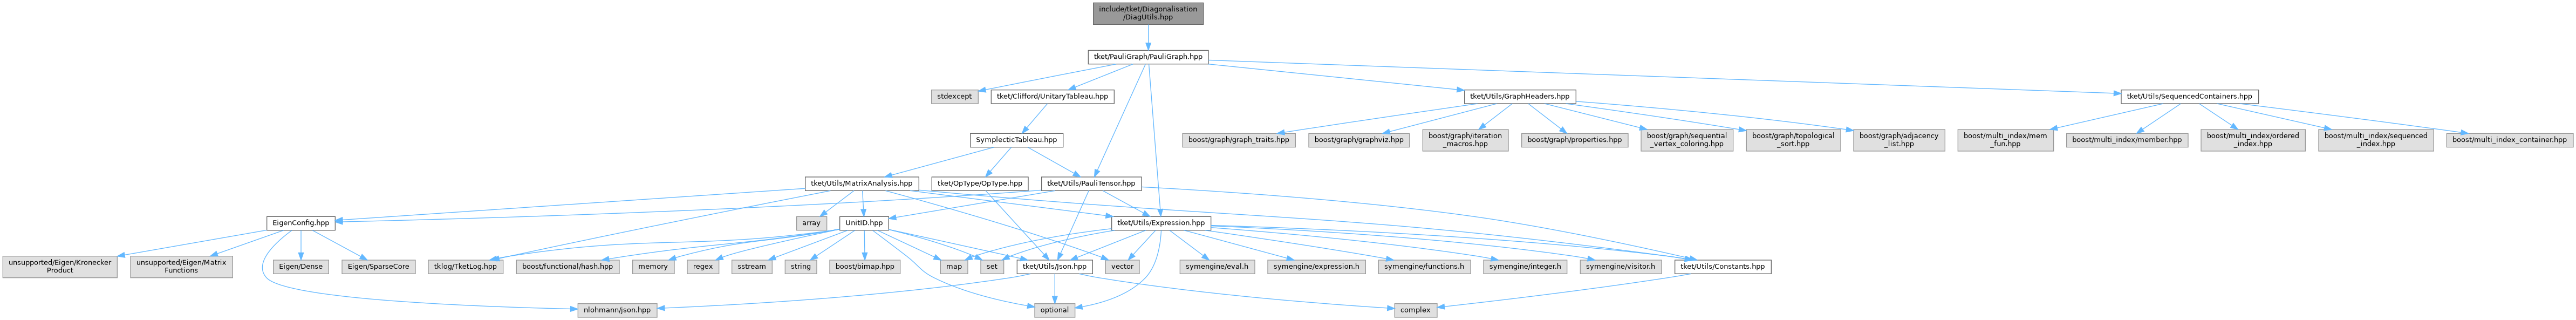 include/tket/Diagonalisation
/DiagUtils.hpp
tket/PauliGraph/PauliGraph.hpp
stdexcept
tket/Clifford/UnitaryTableau.hpp
tket/Utils/GraphHeaders.hpp
tket/Utils/SequencedContainers.hpp
SymplecticTableau.hpp
boost/graph/graph_traits.hpp
boost/graph/graphviz.hpp
boost/graph/iteration
_macros.hpp
boost/graph/properties.hpp
boost/graph/sequential
_vertex_coloring.hpp
boost/graph/topological
_sort.hpp
boost/graph/adjacency
_list.hpp
boost/multi_index/mem
_fun.hpp
boost/multi_index/member.hpp
boost/multi_index/ordered
_index.hpp
boost/multi_index/sequenced
_index.hpp
boost/multi_index_container.hpp
tket/Utils/MatrixAnalysis.hpp
tket/OpType/OpType.hpp
tket/Utils/PauliTensor.hpp
EigenConfig.hpp
array
UnitID.hpp
tket/Utils/Expression.hpp
unsupported/Eigen/Kronecker
Product
unsupported/Eigen/Matrix
Functions
Eigen/Dense
Eigen/SparseCore
tklog/TketLog.hpp
boost/functional/hash.hpp
memory
regex
sstream
string
boost/bimap.hpp
map
set
tket/Utils/Json.hpp
vector
symengine/eval.h
symengine/expression.h
symengine/functions.h
symengine/integer.h
symengine/visitor.h
tket/Utils/Constants.hpp
nlohmann/json.hpp
optional
complex